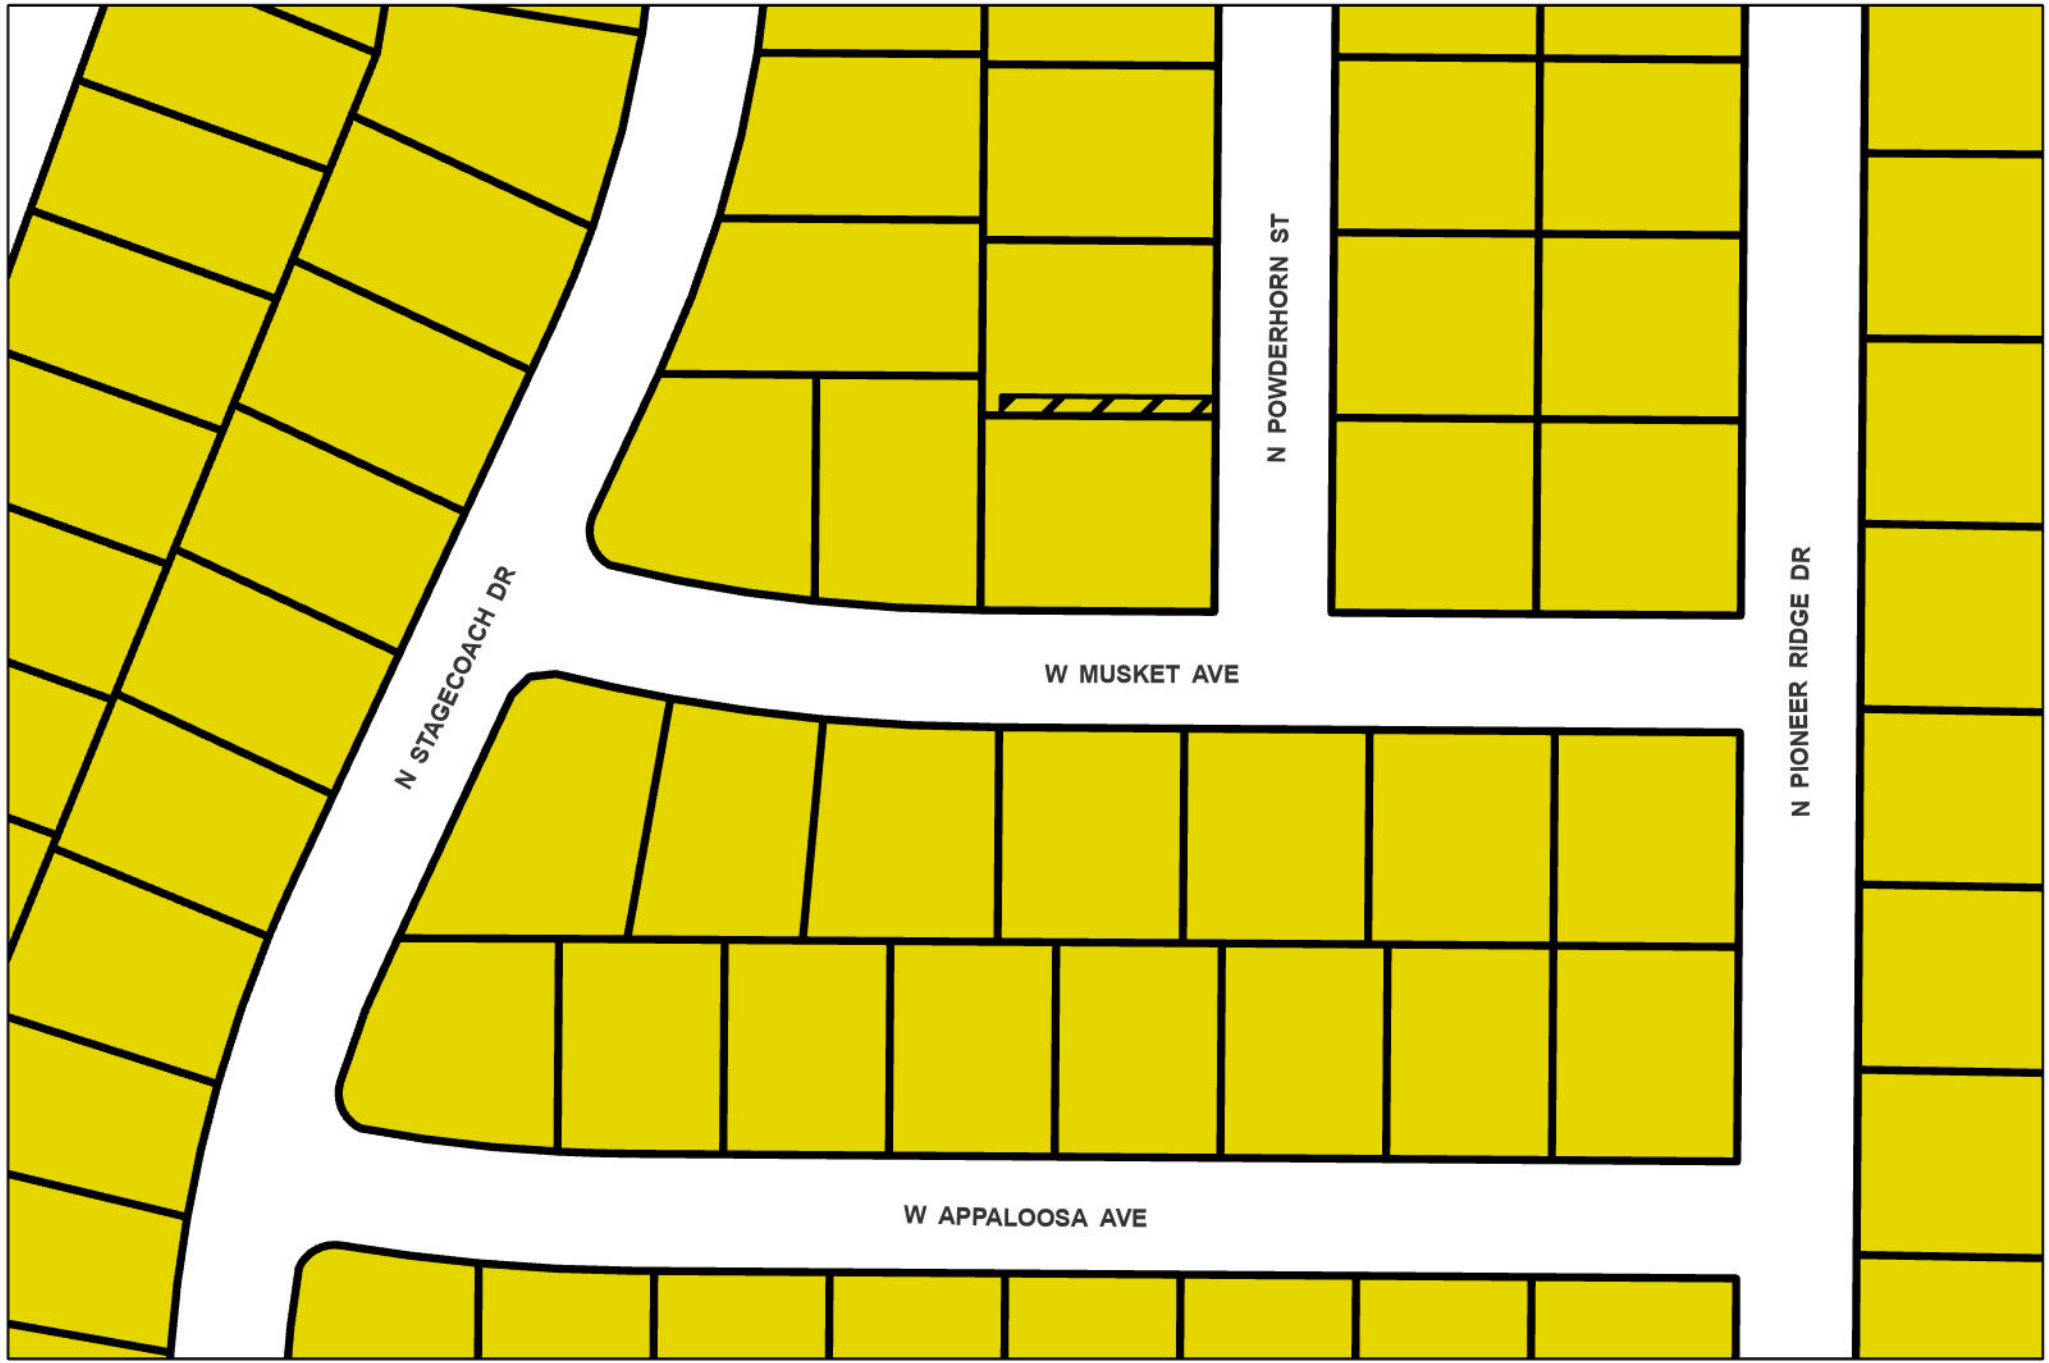 N POWDERHORN ST
N STAGECOACH DR
W MUSKET AVE
N PIONEER RIDGE DR
W APPALOOSA AVE